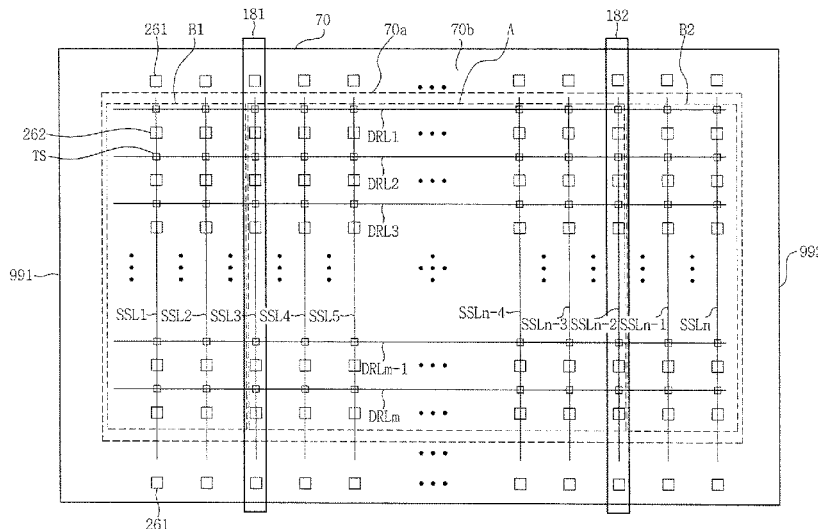 181 182
261 B1 70 70a 70b A B2
262 DRL1
TS
DRL2
DRL3
991 992
SSL1 SSL2 SSL3 SSL4 SSL5 SSLn-4 SSLn-3 SSLn-2 SSLn-1 SSLn
DRLm-1
DRLm
261